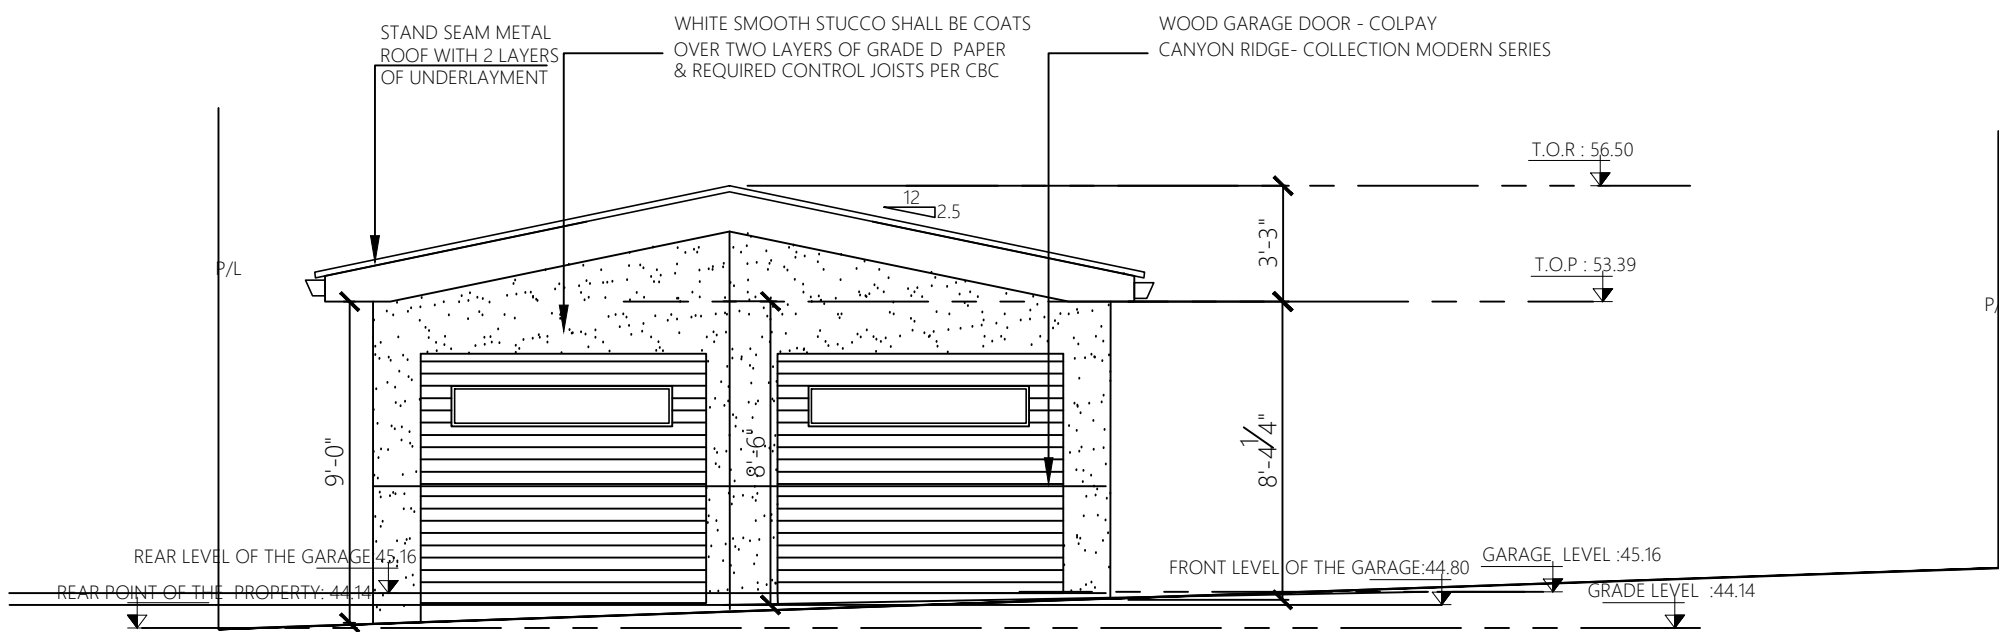 STAND SEAM METAL
ROOF WITH 2 LAYERS
OF UNDERLAYMENT
WHITE SMOOTH STUCCO SHALL BE COATS
OVER TWO LAYERS OF GRADE D PAPER
& REQUIRED CONTROL JOISTS PER CBC
WOOD GARAGE DOOR - COLPAY
CANYON RIDGE- COLLECTION MODERN SERIES
T.O.R : 56.50
12
2.5
3'-3"
P/L
T.O.P : 53.39
P/
9'-0"
8'-6"
8'-4 1/4"
REAR LEVEL OF THE GARAGE:45.16
GARAGE LEVEL :45.16
FRONT LEVEL OF THE GARAGE:44.80
REAR POINT OF THE PROPERTY: 44.14
GRADE LEVEL :44.14